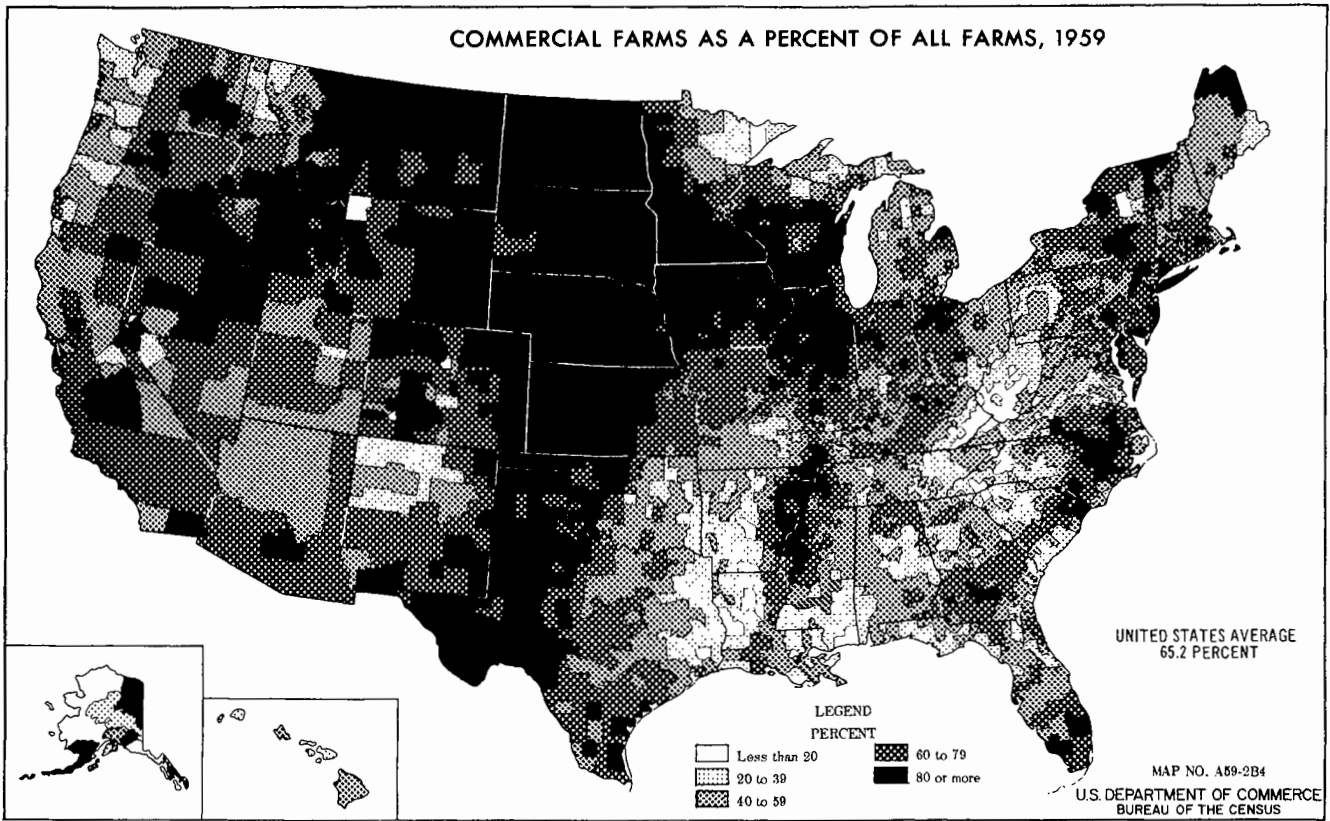 COMMERCIAL FARMS AS A PERCENT OF ALL FARMS, 1959
UNITED STATES AVERAGE
65.2 PERCENT
LEGEND
PERCENT
Less than 20
20 to 39
40 to 59
60 to 79
80 or more
MAP NO. A59-2B4
U.S. DEPARTMENT OF COMMERCE
BUREAU OF THE CENSUS